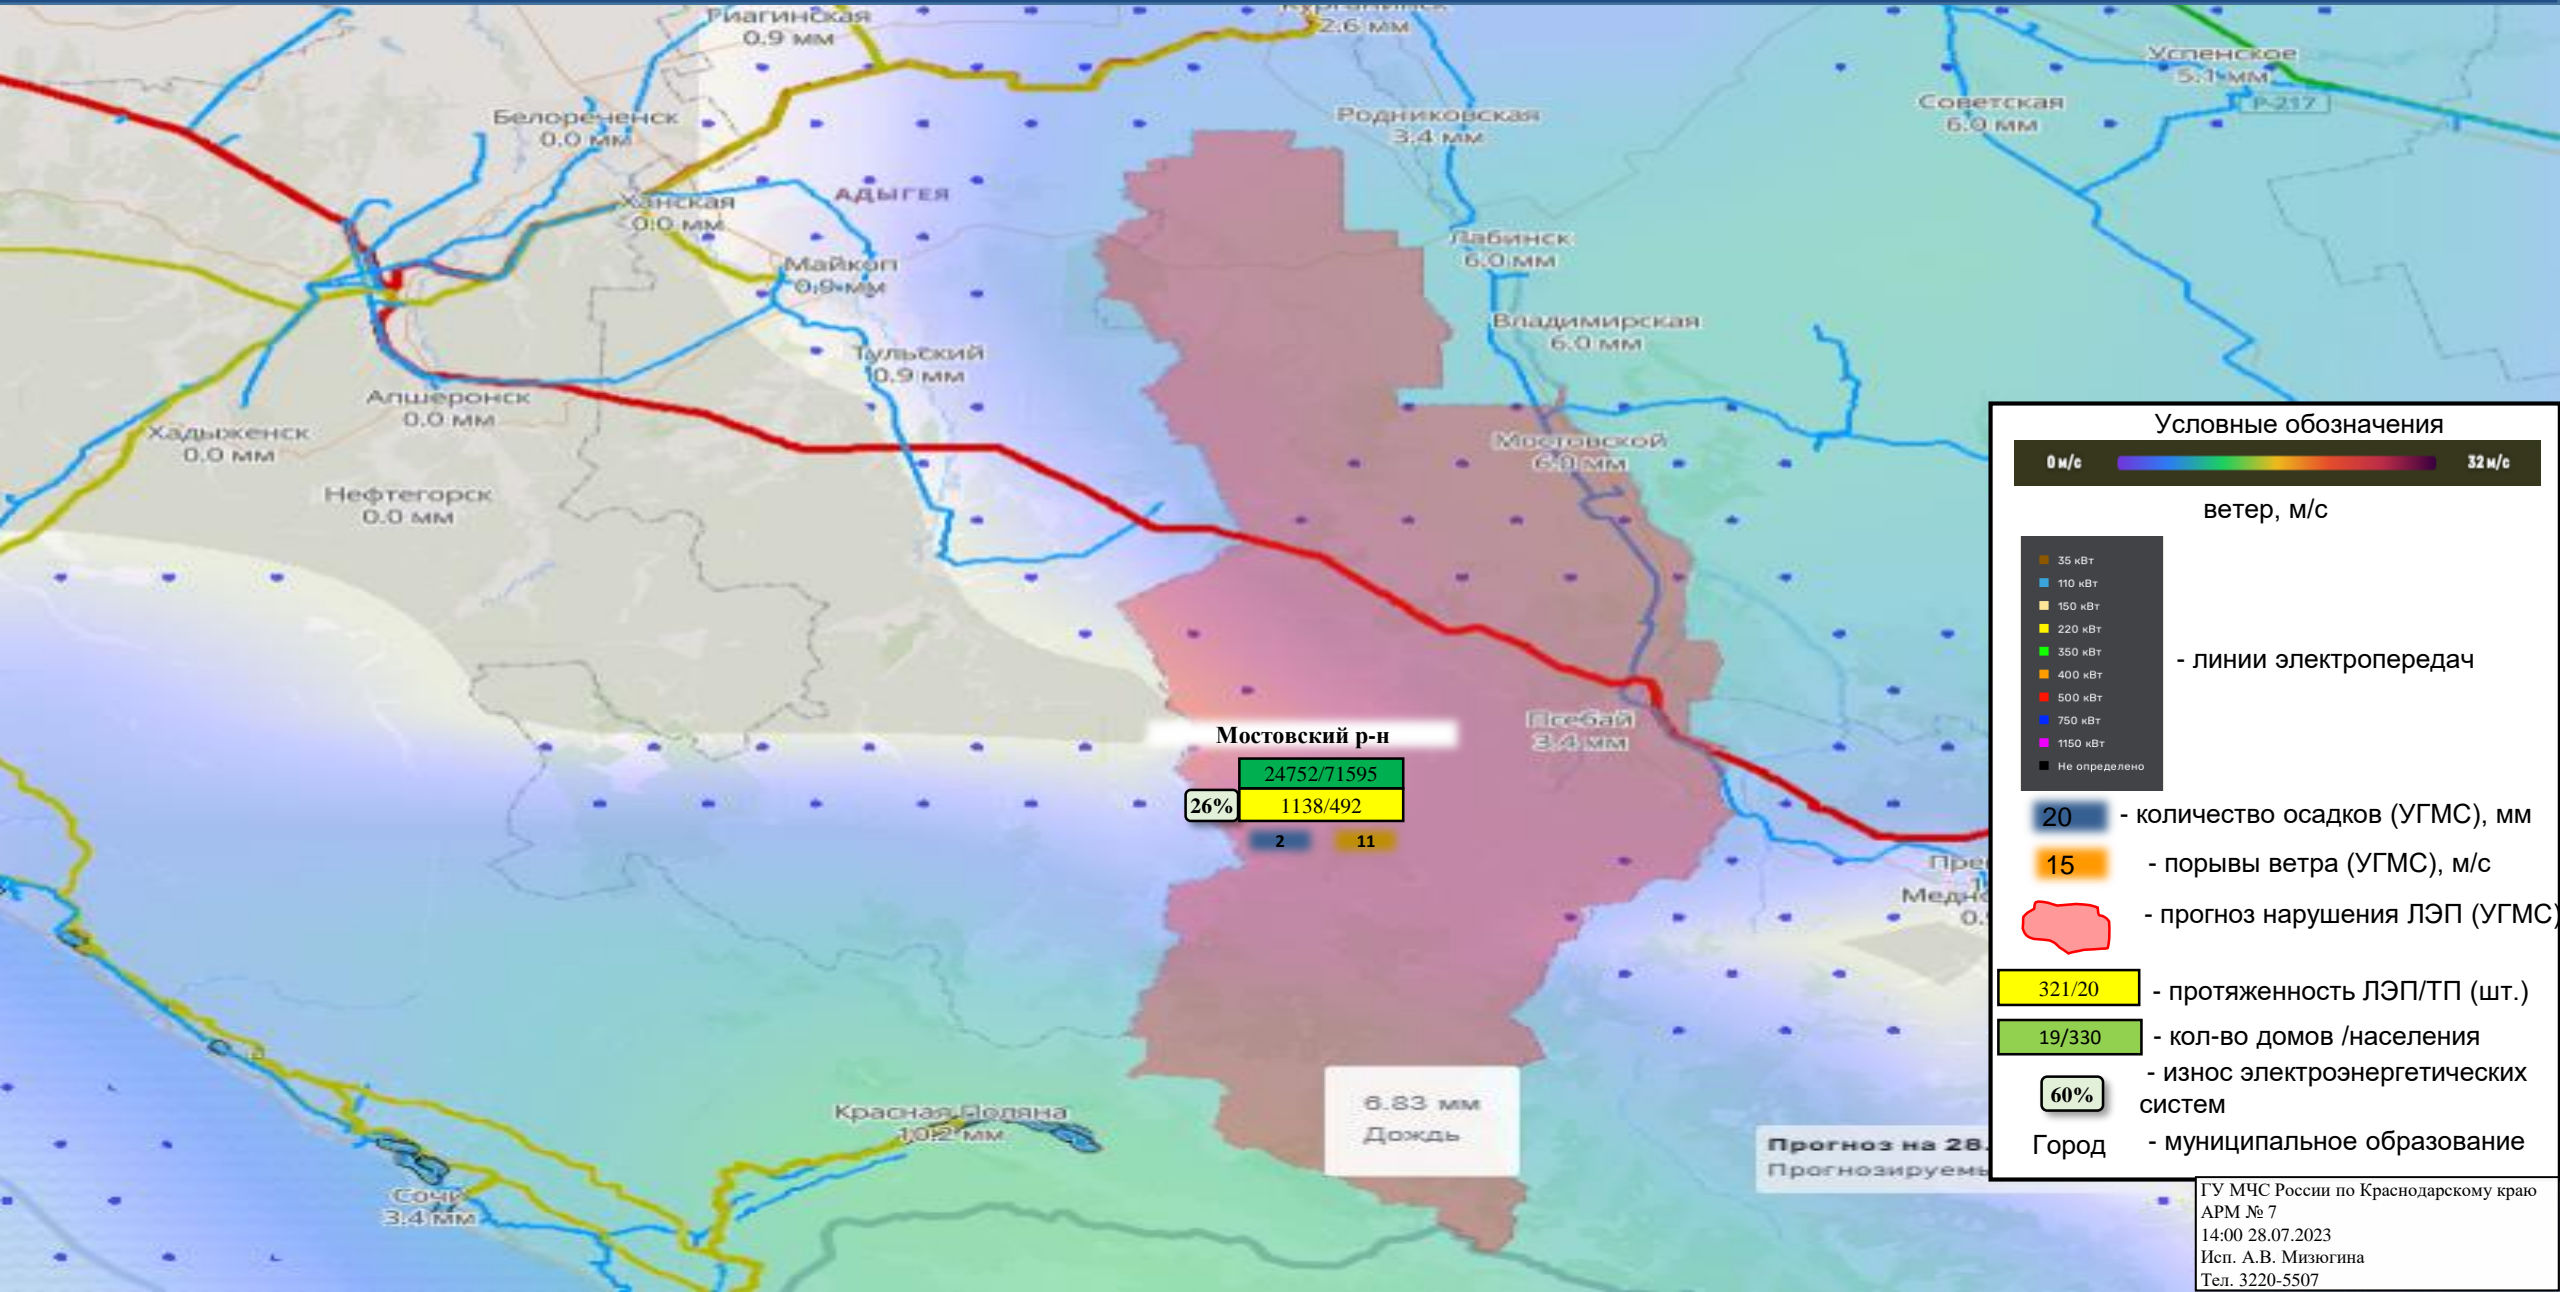 Гиагинская
0.9 мм
Курганинск
2.6 мм
Успенское
5.1 мм
Р-217
Советская
6.0 мм
Белореченск
0.0 мм
Родниковская
3.4 мм
АДЫГЕЯ
Ханская
0.0 мм
Лабинск
6.0 мм
Майкоп
0.9 мм
Владимирская
6.0 мм
Тульский
0.9 мм
Апшеронск
0.0 мм
Хадыженск
0.0 мм
Мостовской
6.0 мм
Нефтегорск
0.0 мм
Псебай
3.4 мм
Мостовский р-н
24752/71595
26%
1138/492
2
11
Пре
Медно
0.
Красная Поляна
10.2 мм
6.83 мм
Дождь
Сочи
3.4 мм
Прогноз на 28.
Прогнозируемы
Условные обозначения
0 м/с
32 м/с
ветер, м/с
35 кВт
110 кВт
150 кВт
220 кВт
350 кВт
400 кВт
500 кВт
750 кВт
1150 кВт
Не определено
- линии электропередач
20 - количество осадков (УГМС), мм
15 - порывы ветра (УГМС), м/с
- прогноз нарушения ЛЭП (УГМС)
321/20 - протяженность ЛЭП/ТП (шт.)
19/330 - кол-во домов /населения
60% - износ электроэнергетических
систем
Город - муниципальное образование
ГУ МЧС России по Краснодарскому краю
АРМ № 7
14:00 28.07.2023
Исп. А.В. Мизюгина
Тел. 3220-5507